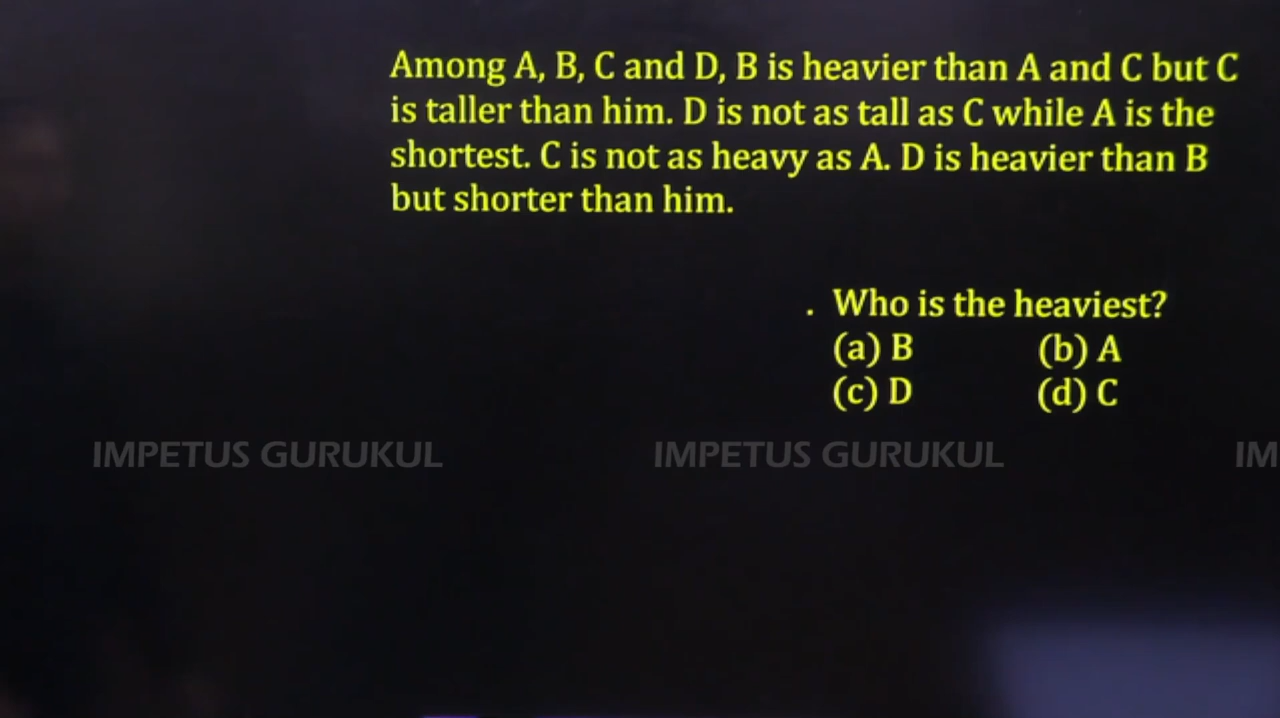 Among A, B, C and D, B is heavier than A and C but C
is taller than him. D is not as tall as C while A is the
shortest. C is not as heavy as A. D is heavier than B
but shorter than him.
. Who is the heaviest?
(a) B (b) A
(c) D (d) C
IMPETUS GURUKUL IMPETUS GURUKUL IM